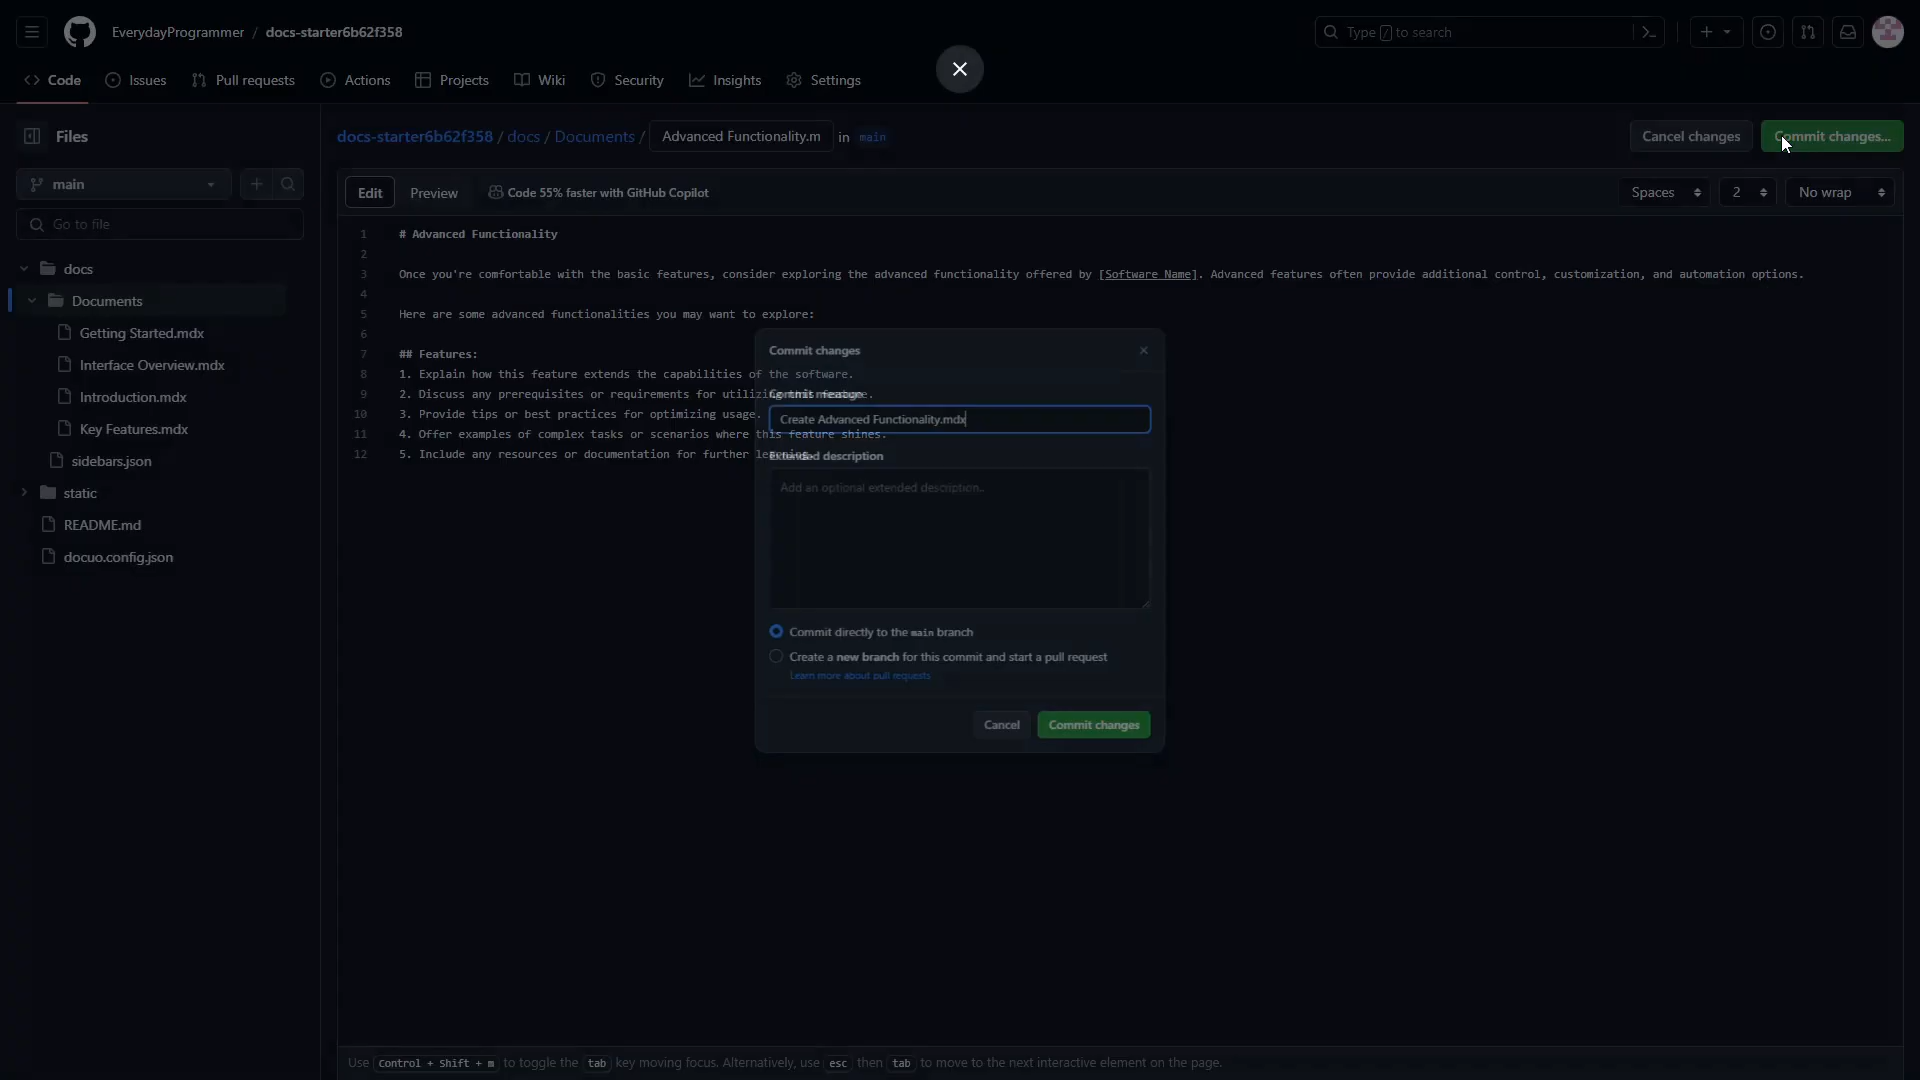 EverydayProgrammer / docs-starter6b62f358
Type / to search
Code Issues Pull requests Actions Projects Wiki Security Insights Settings
Files
docs-starter6b62f358 / docs / Documents / Advanced Functionality.m in main
Cancel changes Commit changes...
main
Go to file
Edit Preview Code 55% faster with GitHub Copilot
Spaces 2 No wrap
docs
Documents
Getting Started.mdx
Interface Overview.mdx
Introduction.mdx
Key Features.mdx
sidebars.json
static
README.md
docuo.config.json
1 # Advanced Functionality
2
3 Once you're comfortable with the basic features, consider exploring the advanced functionality offered by [Software Name]. Advanced features often provide additional control, customization, and automation options.
4
5 Here are some advanced functionalities you may want to explore:
6
7 ## Features:
8 1. Explain how this feature extends the capabilities of the software.
9 2. Discuss any prerequisites or requirements for
10 3. Provide tips or best practices for optimizing usage.
11 4. Offer examples of complex tasks or scenarios where this feature shines.
12 5. Include any resources or documentation for further
Commit changes
Commit message
Create Advanced Functionality.mdx
Extended description
Add an optional extended description..
Commit directly to the main branch
Create a new branch for this commit and start a pull request
Learn more about pull requests
Cancel Commit changes
Use Control + Shift + m to toggle the tab key moving focus. Alternatively, use esc then tab to move to the next interactive element on the page.